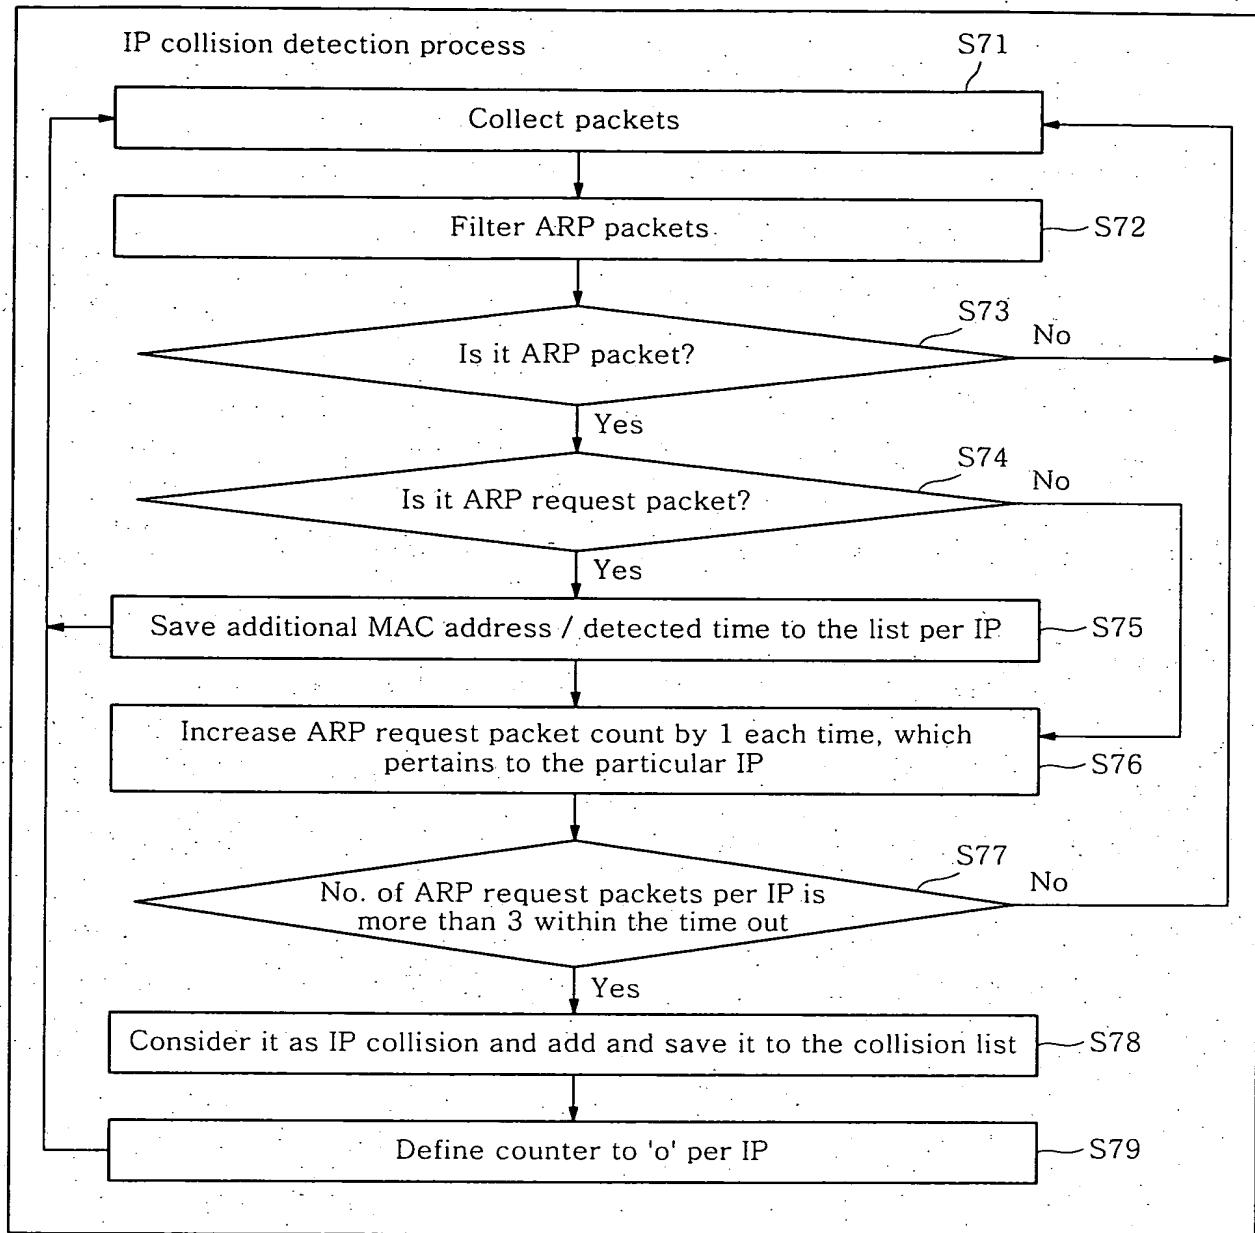 IP collision detection process
S71
Collect packets
Filter ARP packets
S72
S73
Is it ARP packet?
No
Yes
S74
Is it ARP request packet?
No
Yes
Save additional MAC address / detected time to the list per IP
S75
Increase ARP request packet count by 1 each time, which
pertains to the particular IP
S76
S77
No. of ARP request packets per IP is
more than 3 within the time out
No
Yes
Consider it as IP collision and add and save it to the collision list
S78
Define counter to 'o' per IP
S79